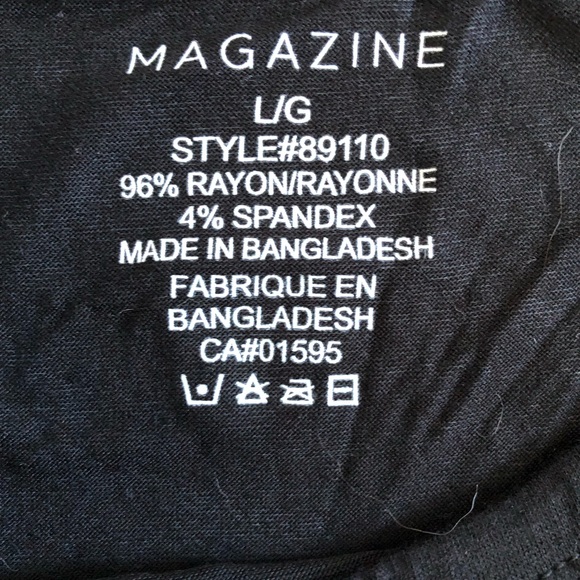 MAGAZINE
L/G
STYLE#89110
96% RAYON/RAYONNE
4% SPANDEX
MADE IN BANGLADESH
FABRIQUE EN
BANGLADESH
CA#01595